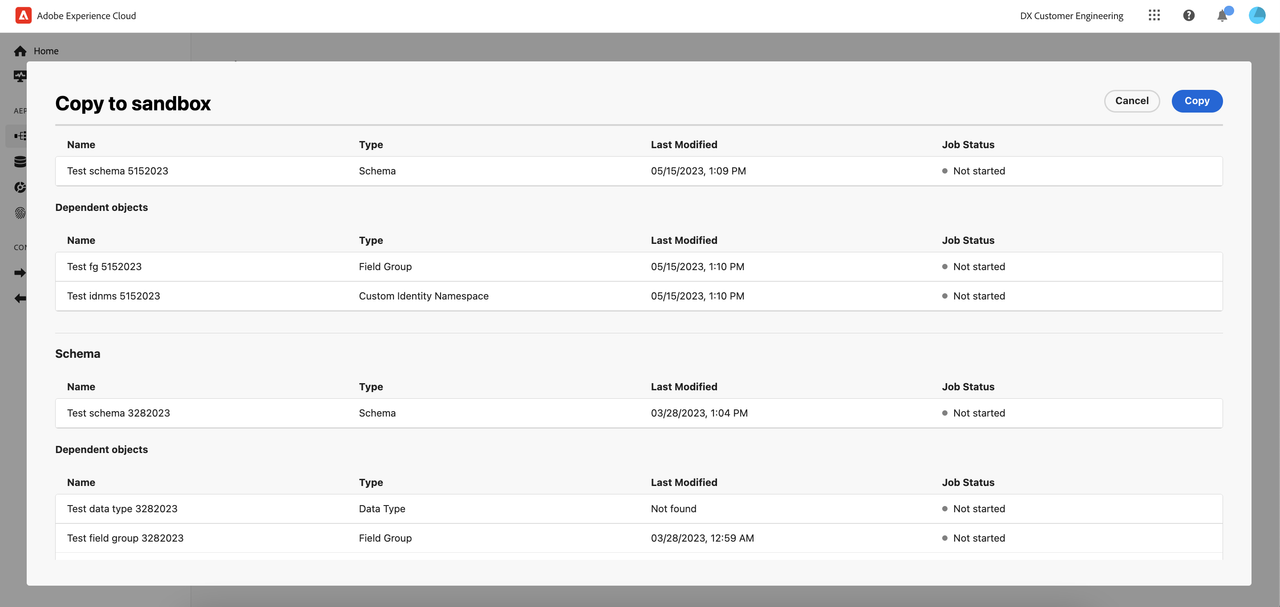 Adobe Experience Cloud
DX Customer Engineering
Home
Copy to sandbox
Cancel
Copy
AEP
Name Type Last Modified Job Status
Test schema 5152023 Schema 05/15/2023, 1:09 PM Not started
Dependent objects
Name Type Last Modified Job Status
Test fg 5152023 Field Group 05/15/2023, 1:10 PM Not started
Test idnms 5152023 Custom Identity Namespace 05/15/2023, 1:10 PM Not started
Schema
Name Type Last Modified Job Status
Test schema 3282023 Schema 03/28/2023, 1:04 PM Not started
Dependent objects
Name Type Last Modified Job Status
Test data type 3282023 Data Type Not found Not started
Test field group 3282023 Field Group 03/28/2023, 12:59 AM Not started